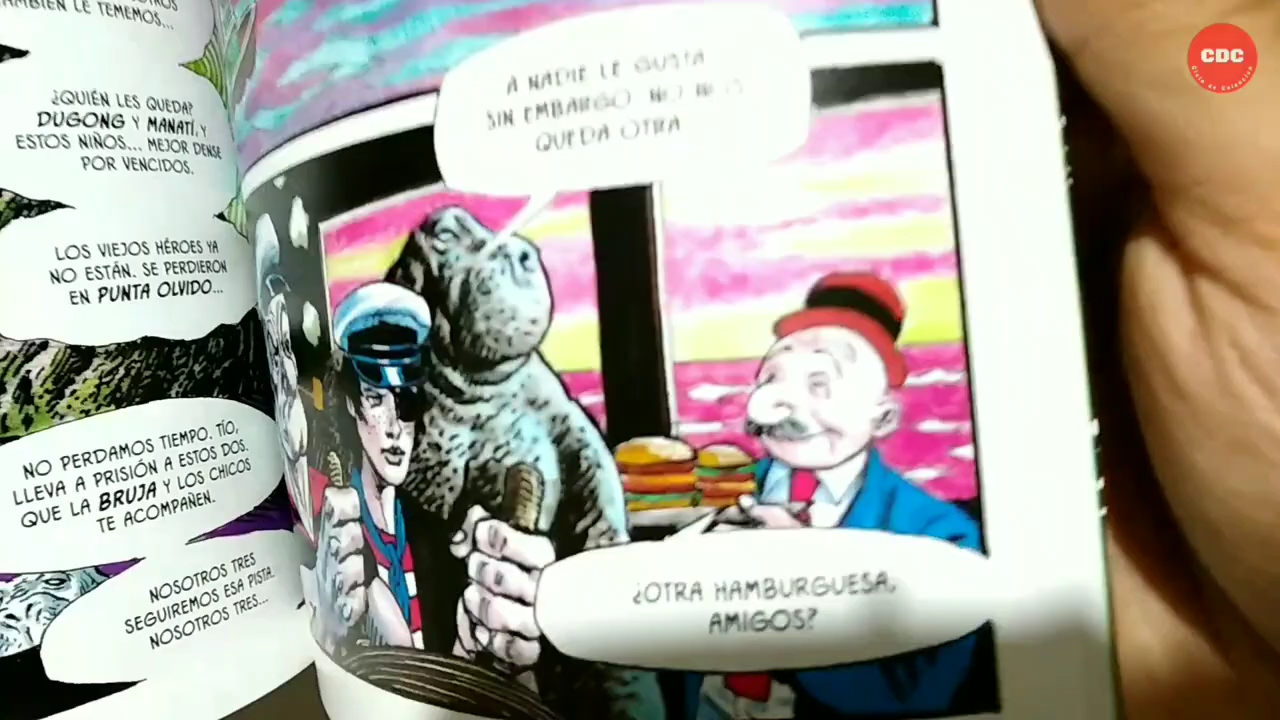 TAMBIÉN LE TEMEMOS...
¿QUIÉN LES QUEDA?
DUGONG Y MANATÍ, Y
ESTOS NIÑOS... MEJOR DENSE
POR VENCIDOS.
LOS VIEJOS HÉROES YA
NO ESTÁN. SE PERDIERON
EN PUNTA OLVIDO...
NO PERDAMOS TIEMPO. TÍO,
LLEVA A PRISIÓN A ESTOS DOS.
QUE LA BRUJA Y LOS CHICOS
TE ACOMPAÑEN.
NOSOTROS TRES
SEGUIREMOS ESA PISTA.
NOSOTROS TRES...
A NADIE LE GUSTA
SIN EMBARGO NO NOS
QUEDA OTRA
¿OTRA HAMBURGUESA,
AMIGOS?
CDC